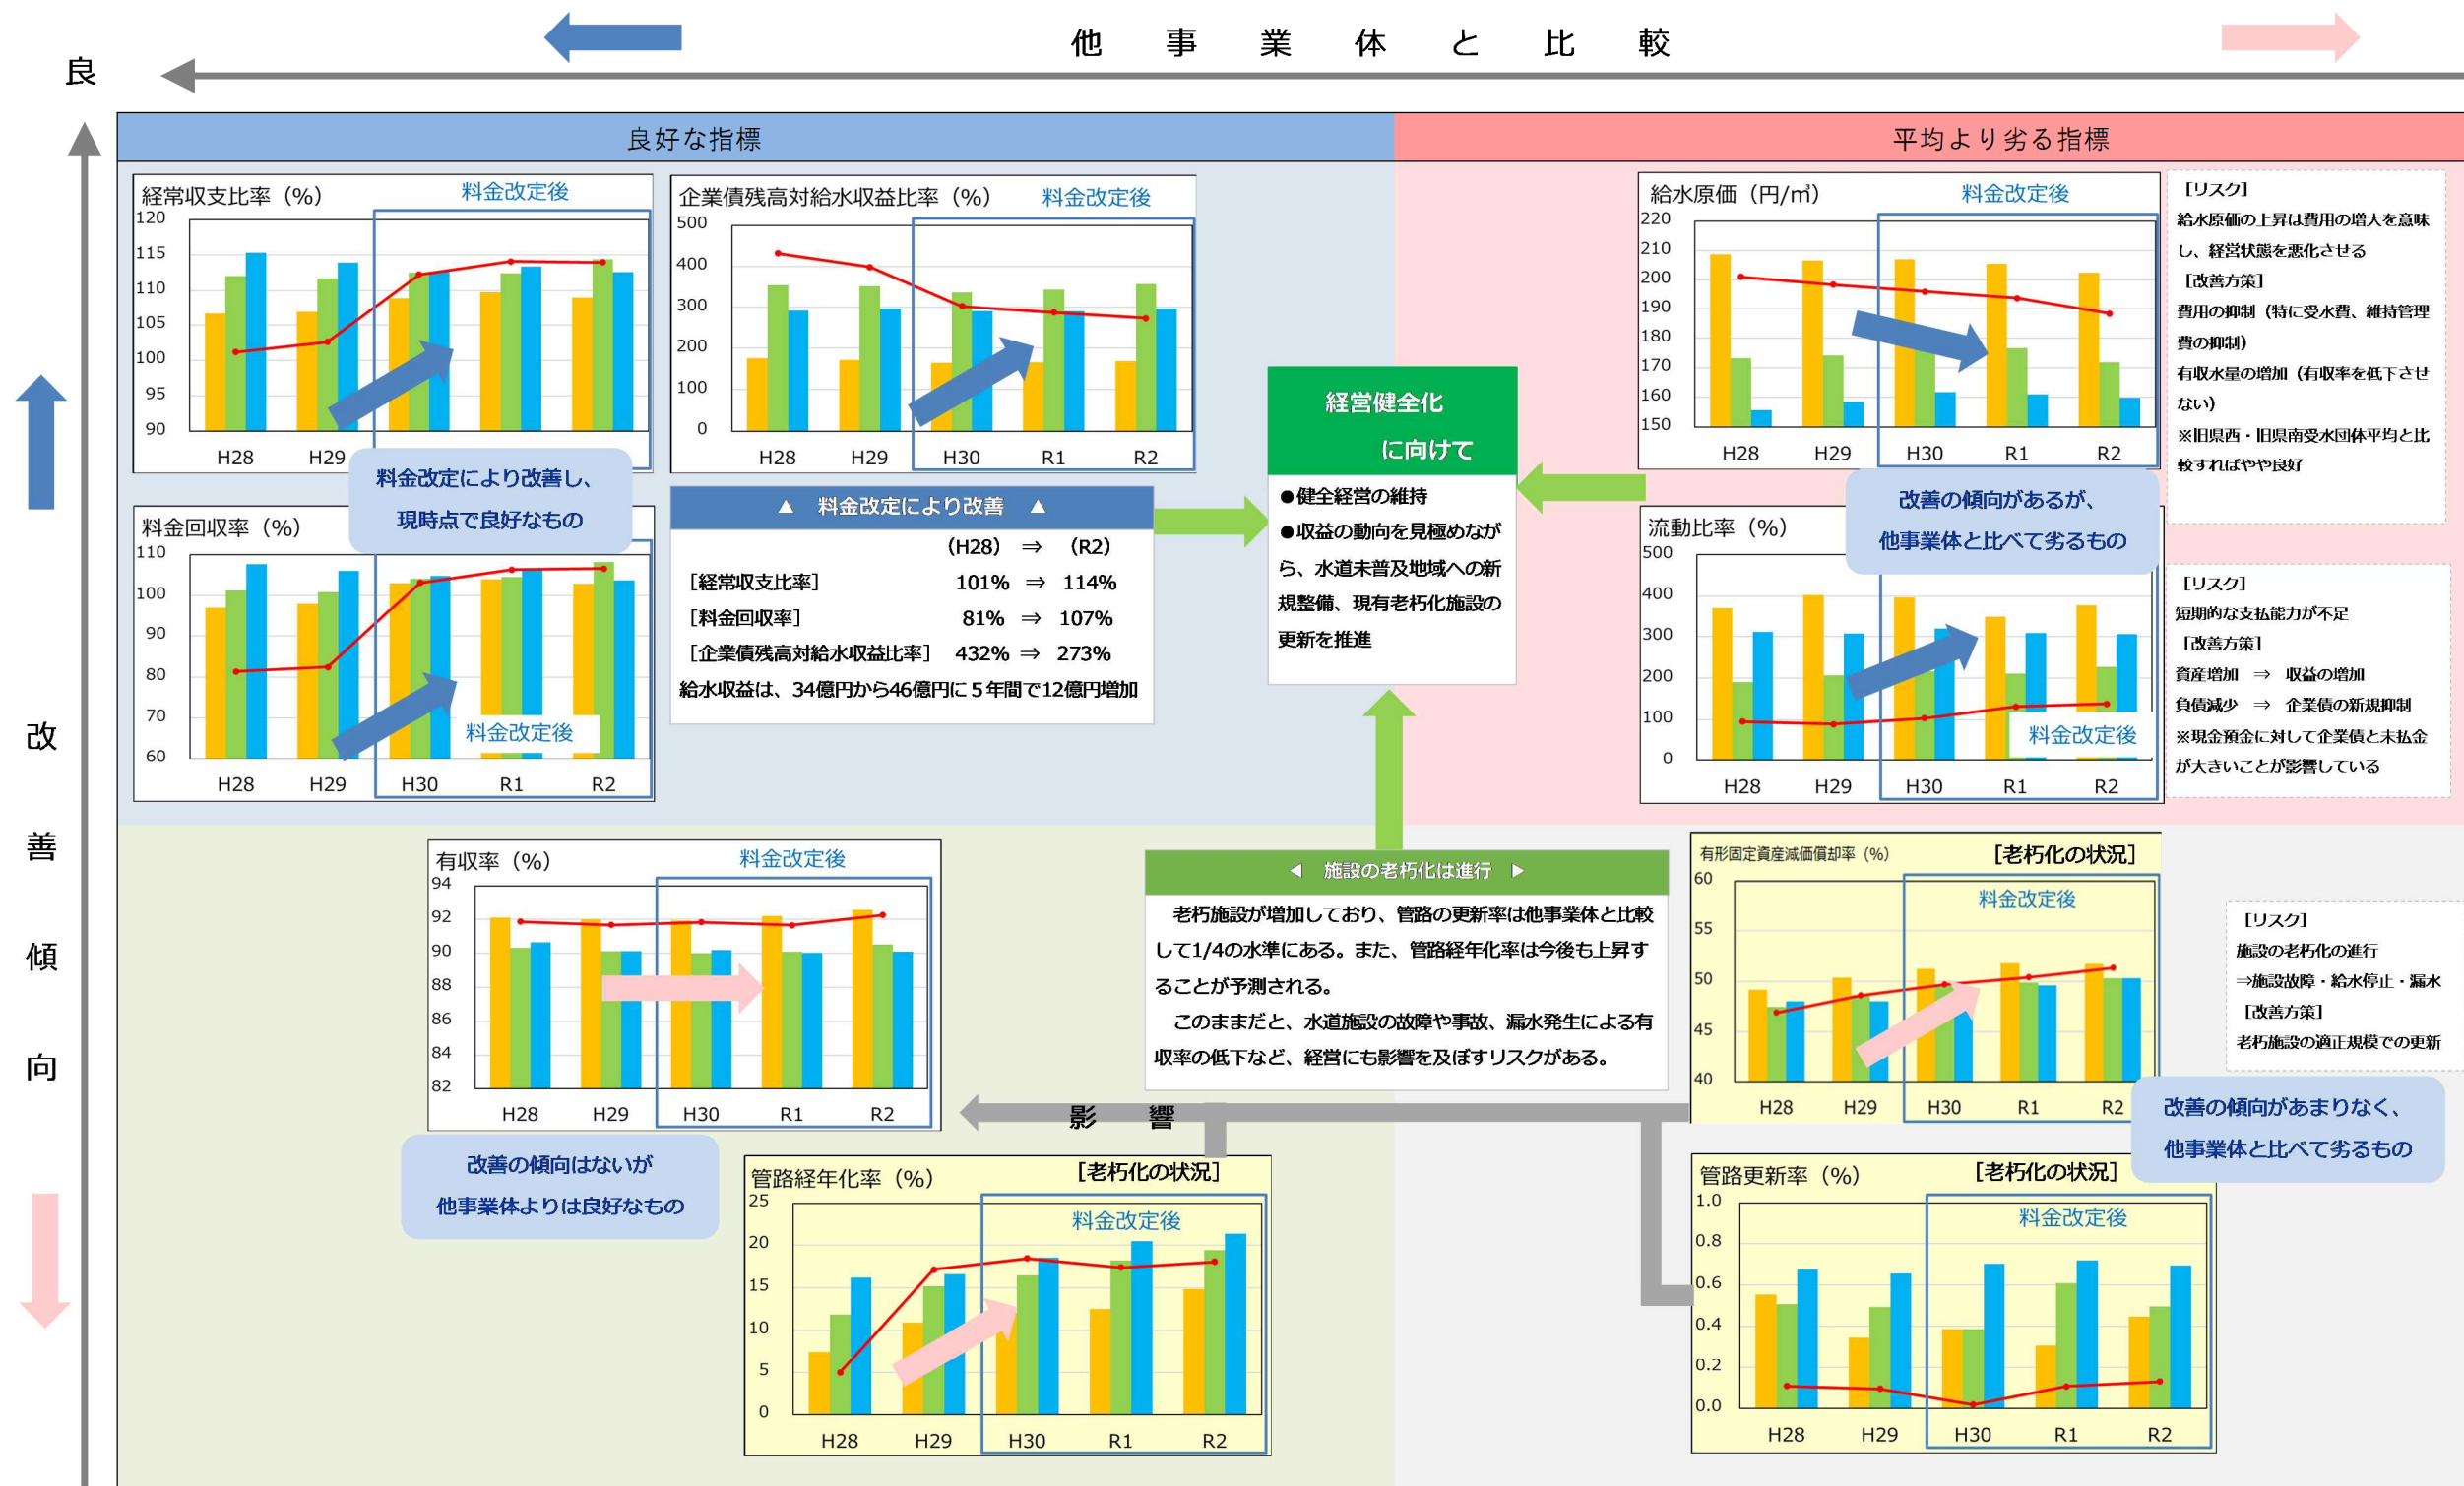 他事業体と比較
良
改善傾向
良好な指標
平均より劣る指標
経常収支比率（%）
料金改定後
120
115
110
105
100
95
90
H28
H29
企業債残高対給水収益比率（%）
料金改定後
500
400
300
200
100
0
H28
H29
H30
R1
R2
料金改定により改善し、
現時点で良好なもの
料金回収率（%）
110
100
90
80
70
60
料金改定後
H28
H29
H30
R1
R2
▲　料金改定により改善　▲
（H28）　⇒　（R2）
［経常収支比率］　101%　⇒　114%
［料金回収率］　81%　⇒　107%
［企業債残高対給水収益比率］　432%　⇒　273%
給水収益は、34億円から46億円に５年間で12億円増加
経営健全化
に向けて
●健全経営の維持
●収益の動向を見極めなが
ら、水道未普及地域への新
規整備、現有老朽化施設の
更新を推進
給水原価（円/㎥）
料金改定後
220
210
200
190
180
170
160
150
H28
H29
H30
R1
R2
［リスク］
給水原価の上昇は費用の増大を意味
し、経営状態を悪化させる
［改善方策］
費用の抑制（特に受水費、維持管理
費の抑制）
有収水量の増加（有収率を低下させ
ない）
※旧県西・旧県南受水団体平均と比
較すればやや良好
改善の傾向があるが、
他事業体と比べて劣るもの
流動比率（%）
500
400
300
200
100
0
料金改定後
H28
H29
H30
R1
R2
［リスク］
短期的な支払能力が不足
［改善方策］
資産増加　⇒　収益の増加
負債減少　⇒　企業債の新規抑制
※現金預金に対して企業債と未払金
が大きいことが影響している
有収率（%）
料金改定後
94
92
90
88
86
84
82
H28
H29
H30
R1
R2
改善の傾向はないが
他事業体よりは良好なもの
◀　施設の老朽化は進行　▶
老朽施設が増加しており、管路の更新率は他事業体と比較
して1/4の水準にある。また、管路経年化率は今後も上昇す
ることが予測される。
このままだと、水道施設の故障や事故、漏水発生による有
収率の低下など、経営にも影響を及ぼすリスクがある。
影響
管路経年化率（%）
［老朽化の状況］
料金改定後
25
20
15
10
5
0
H28
H29
H30
R1
R2
有形固定資産減価償却率（%）
［老朽化の状況］
料金改定後
60
55
50
45
40
H28
H29
H30
R1
R2
［リスク］
施設の老朽化の進行
⇒施設故障・給水停止・漏水
［改善方策］
老朽施設の適正規模での更新
改善の傾向があまりなく、
他事業体と比べて劣るもの
管路更新率（%）
［老朽化の状況］
料金改定後
1.0
0.8
0.6
0.4
0.2
0.0
H28
H29
H30
R1
R2